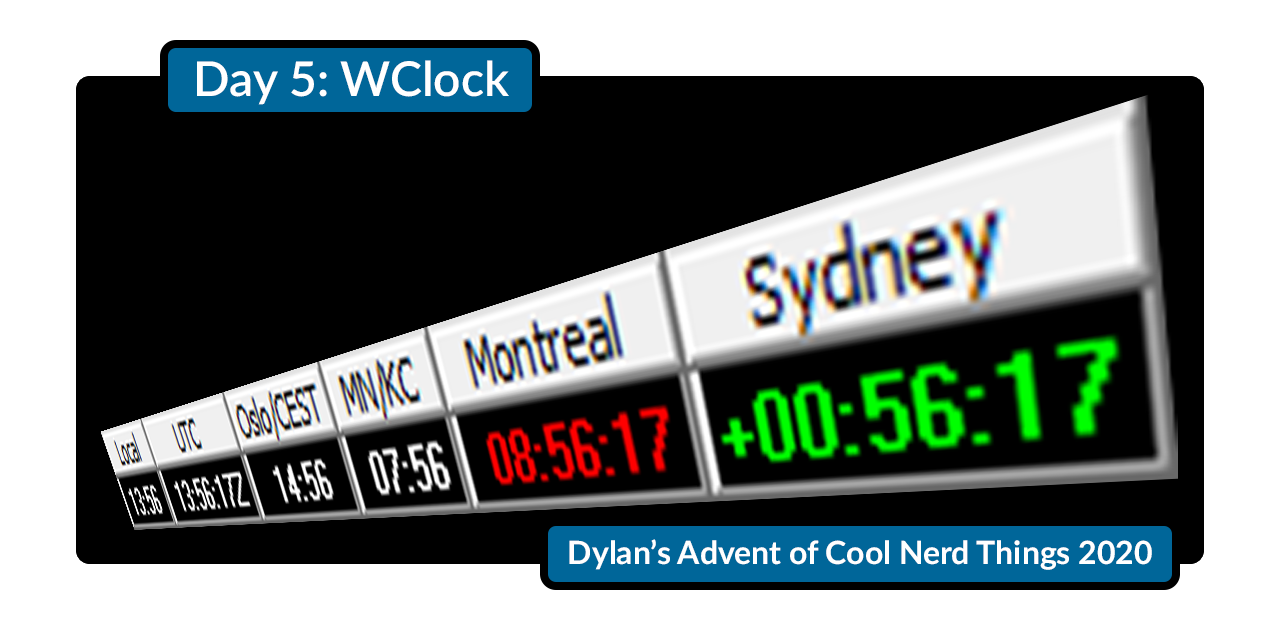 Day 5: WClock
Local UTC Oslo/CEST MN/KC Montreal Sydney
13:56 13:56:17Z 14:56 07:56 08:56:17 +00:56:17
Dylan’s Advent of Cool Nerd Things 2020